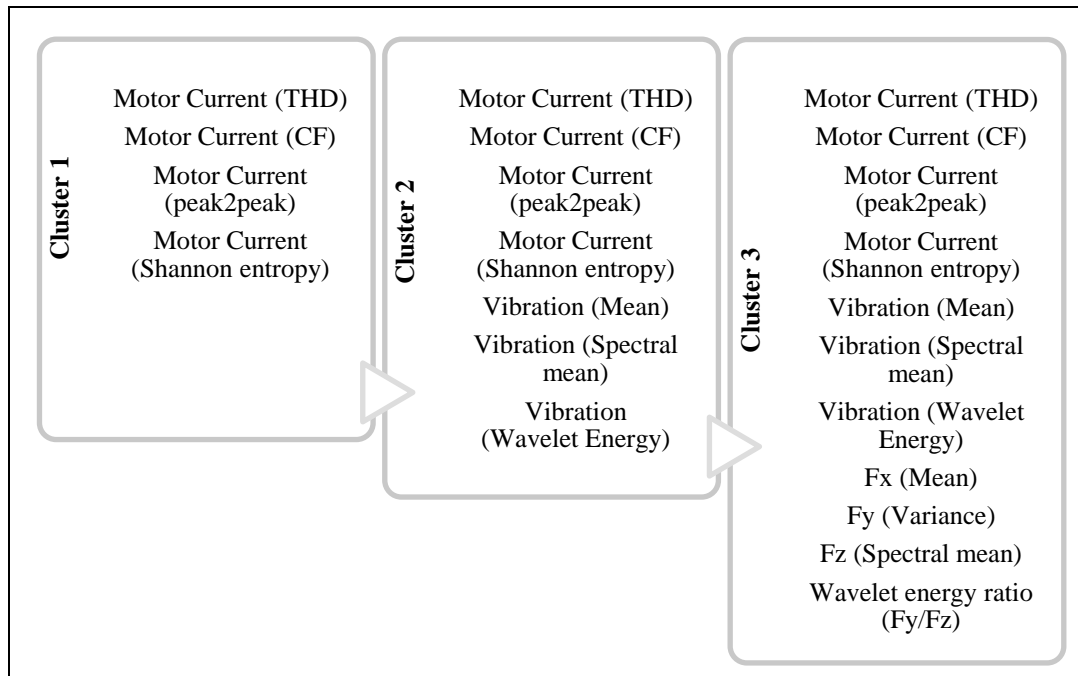 Cluster 1
Motor Current (THD)
Motor Current (CF)
Motor Current
(peak2peak)
Motor Current
(Shannon entropy)
Cluster 2
Motor Current (THD)
Motor Current (CF)
Motor Current
(peak2peak)
Motor Current
(Shannon entropy)
Vibration (Mean)
Vibration (Spectral
mean)
Vibration
(Wavelet Energy)
Cluster 3
Motor Current (THD)
Motor Current (CF)
Motor Current
(peak2peak)
Motor Current
(Shannon entropy)
Vibration (Mean)
Vibration (Spectral
mean)
Vibration (Wavelet
Energy)
Fx (Mean)
Fy (Variance)
Fz (Spectral mean)
Wavelet energy ratio
(Fy/Fz)